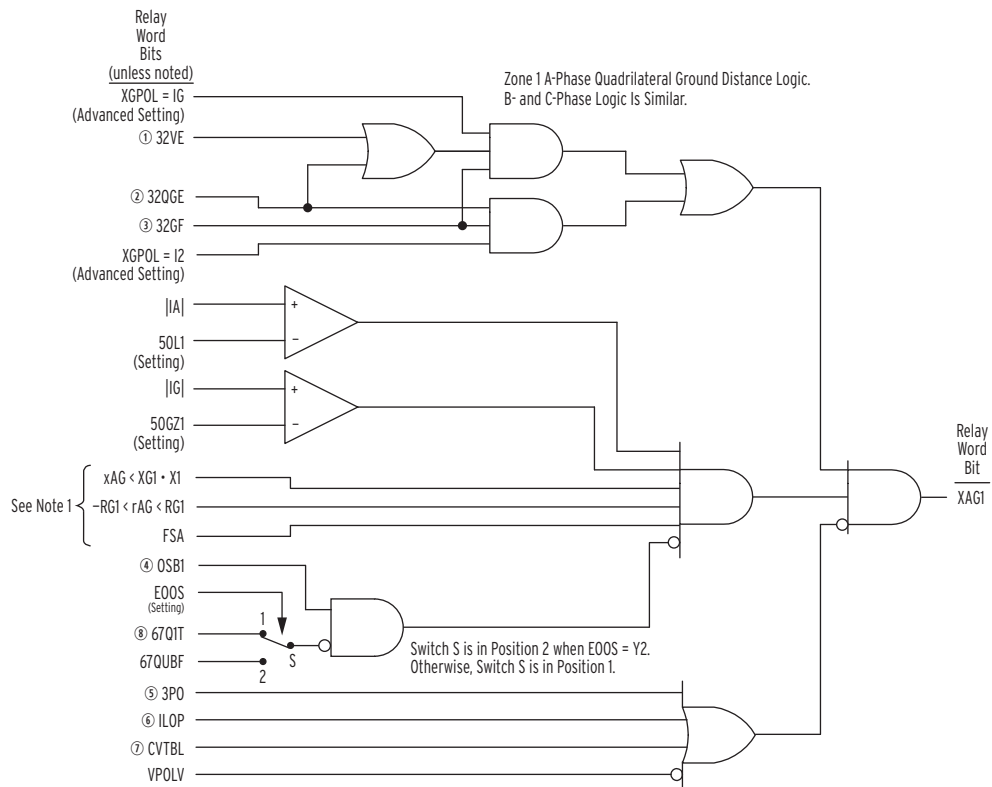 Relay
Word
Bits
(unless noted)
XGPOL = IG
(Advanced Setting)
Zone 1 A-Phase Quadrilateral Ground Distance Logic.
B- and C-Phase Logic Is Similar.
① 32VE
② 32QGE
③ 32GF
XGPOL = I2
(Advanced Setting)
|IA|
+
50L1
–
(Setting)
|IG|
+
50GZ1
–
(Setting)
See Note 1
xAG < XG1 • X1
–RG1 < rAG < RG1
FSA
Relay
Word
Bit
XAG1
④ OSB1
EOOS
(Setting)
1
⑧ 67Q1T
S
67QUBF
2
Switch S is in Position 2 when EOOS = Y2.
Otherwise, Switch S is in Position 1.
⑤ 3PO
⑥ ILOP
⑦ CVTBL
VPOLV